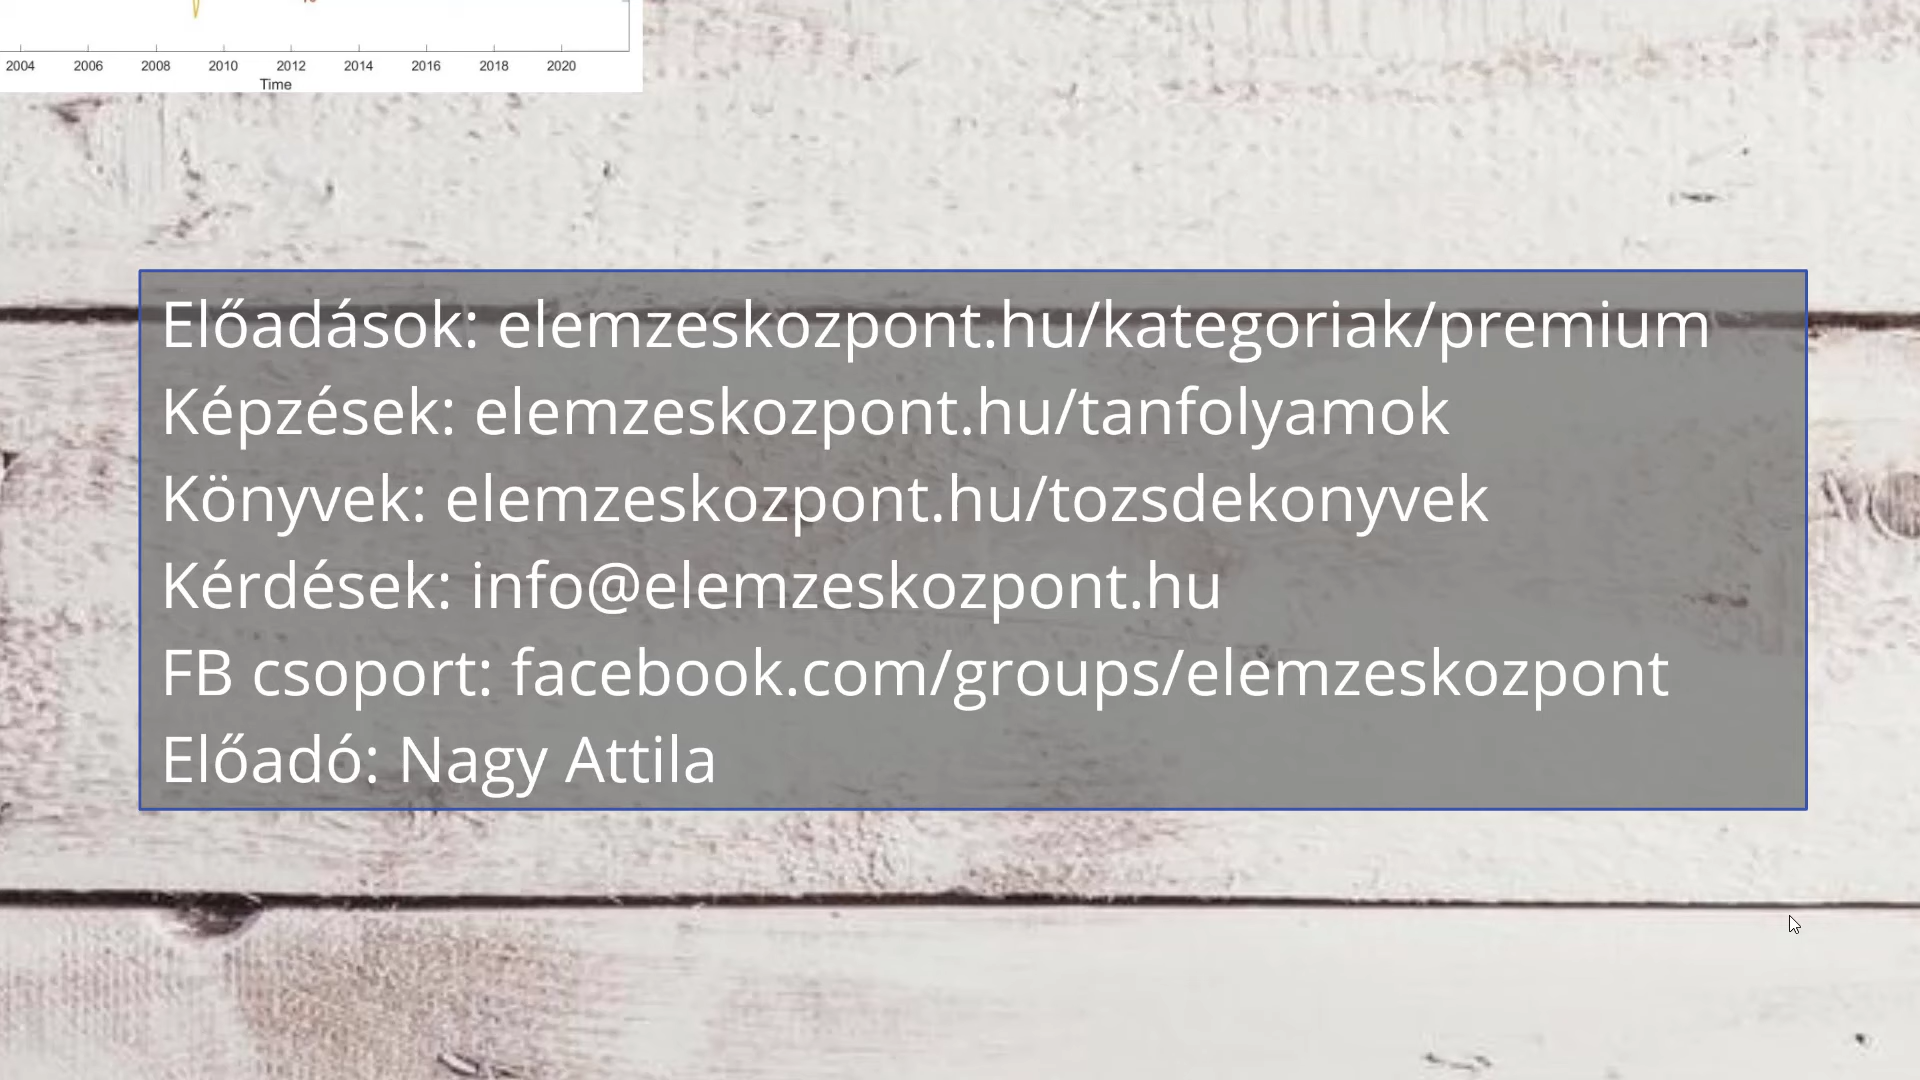 2004 2006 2008 2010 2012 2014 2016 2018 2020
Time
Előadások: elemzeskozpont.hu/kategoriak/premium
Képzések: elemzeskozpont.hu/tanfolyamok
Könyvek: elemzeskozpont.hu/tozsdekonyvek
Kérdések: info@elemzeskozpont.hu
FB csoport: facebook.com/groups/elemzeskozpont
Előadó: Nagy Attila